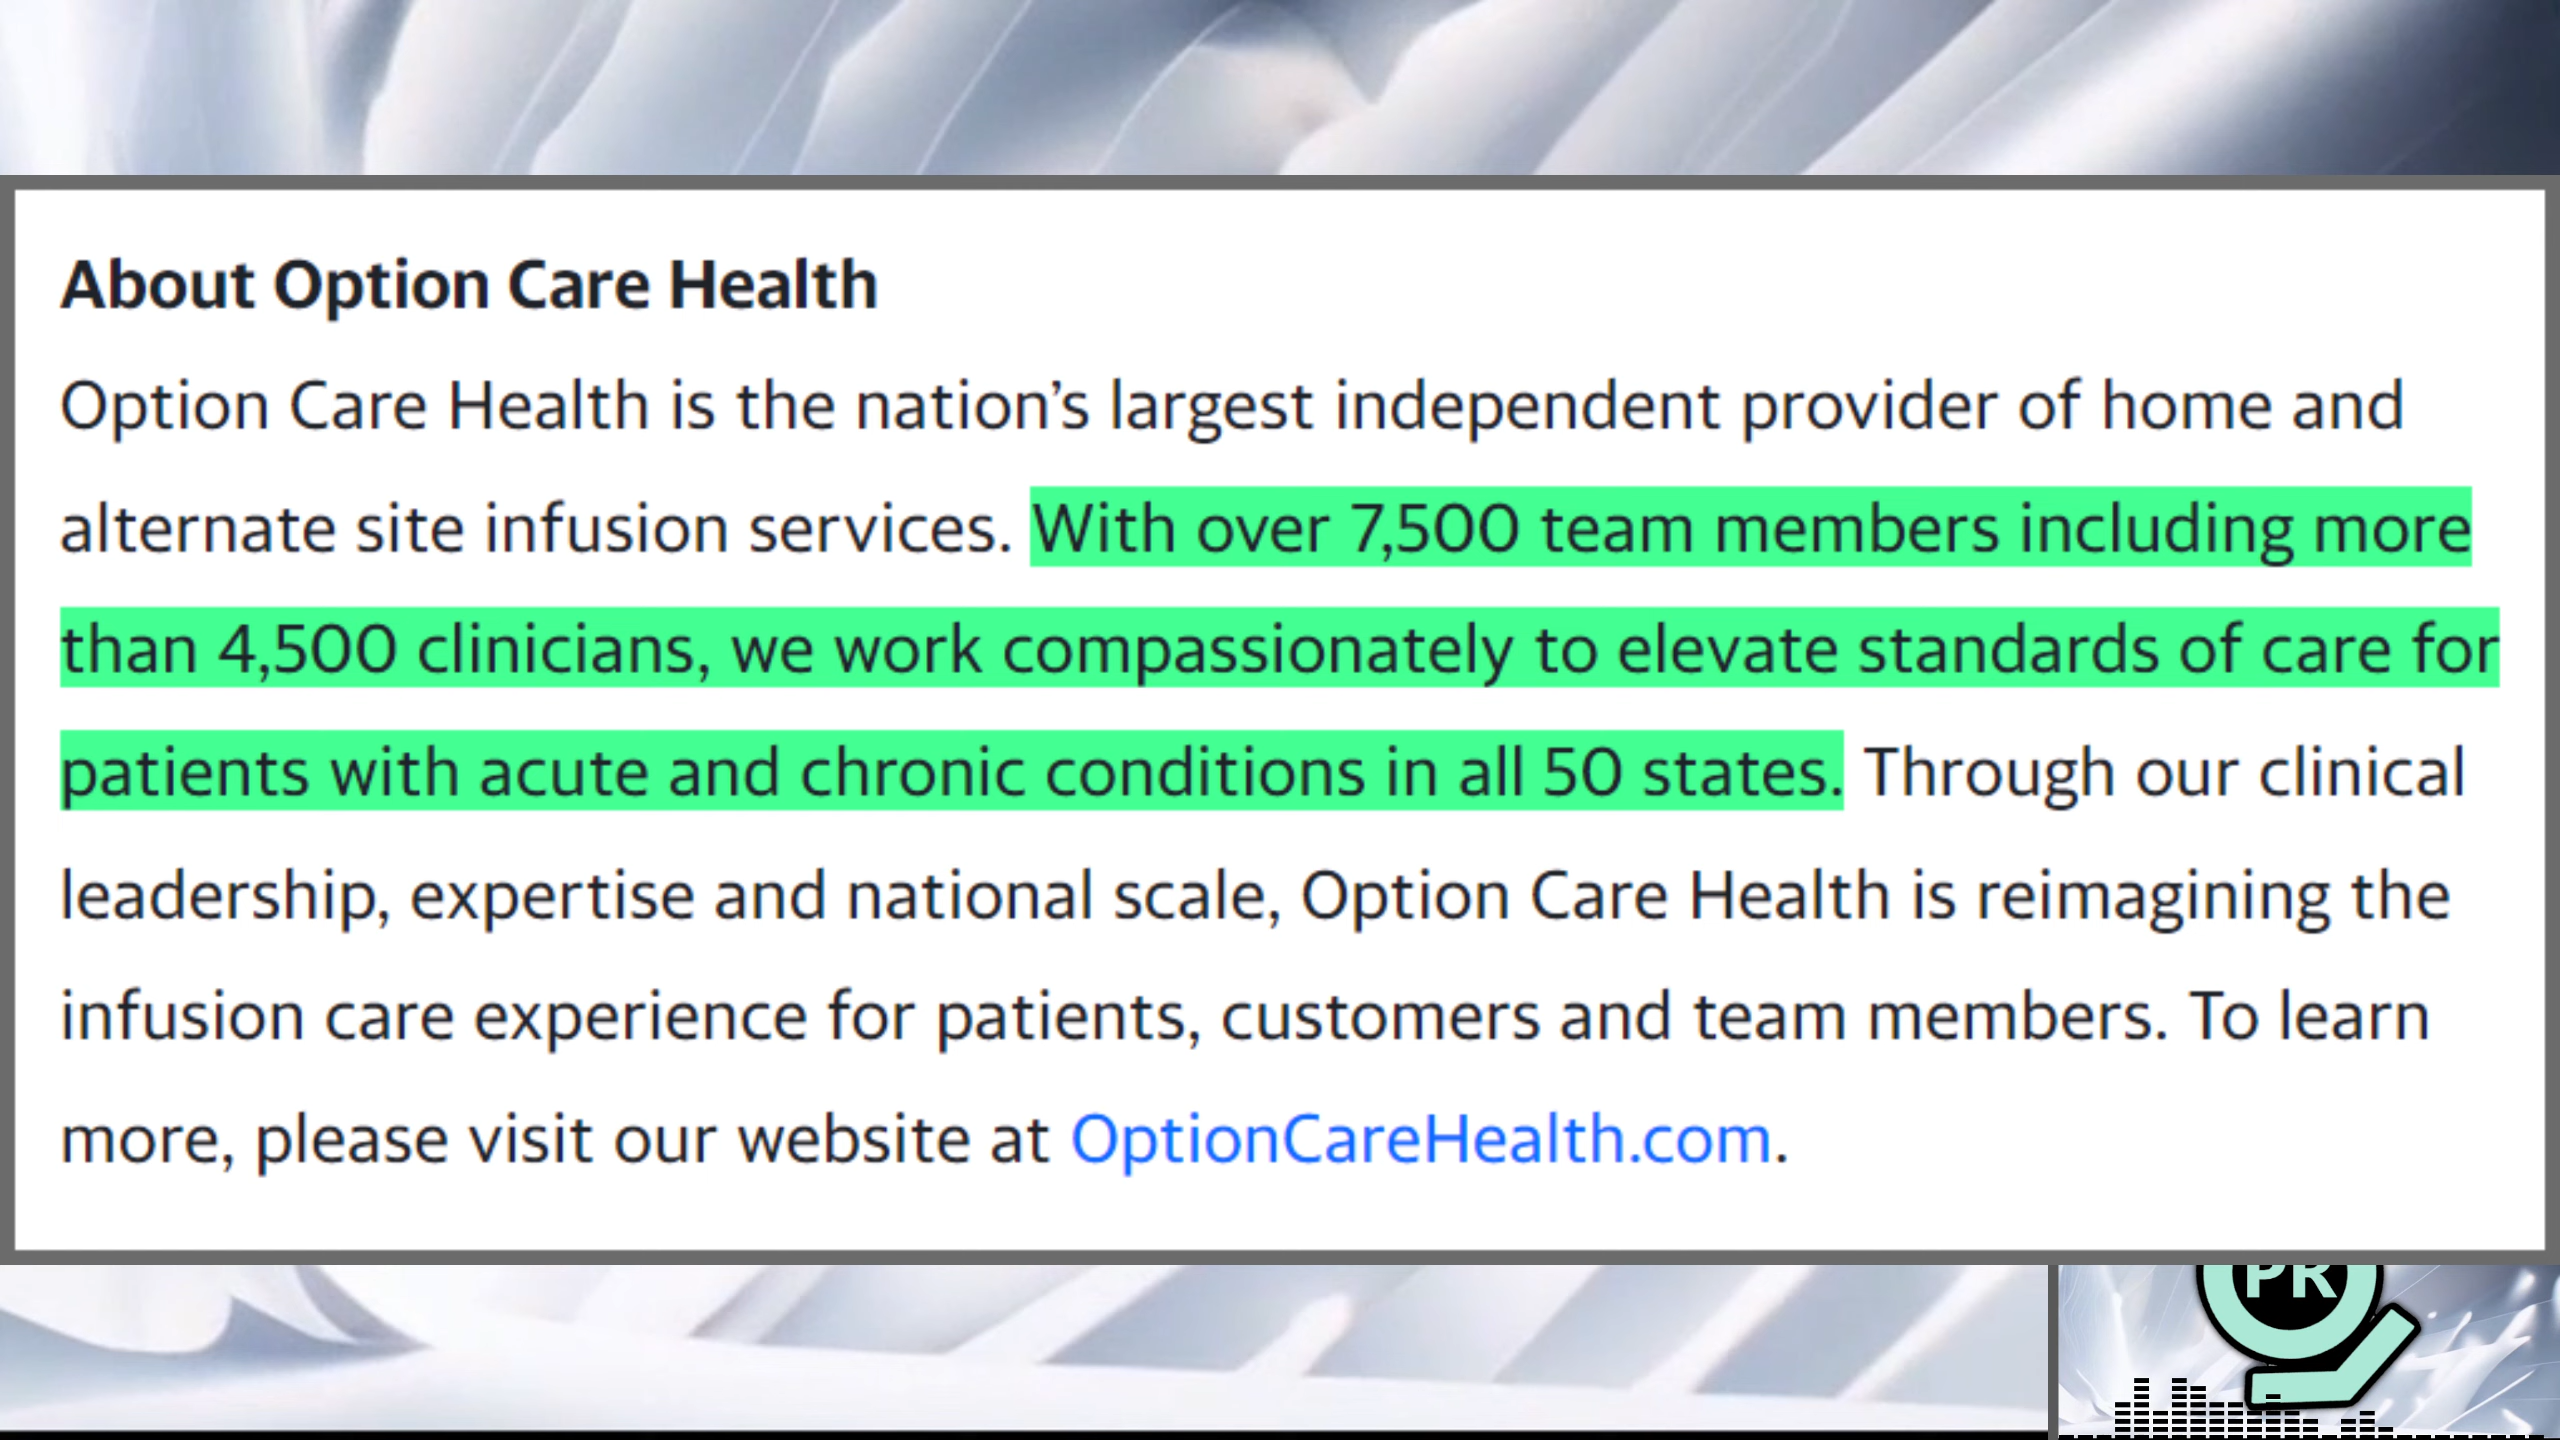 About Option Care Health
Option Care Health is the nation’s largest independent provider of home and
alternate site infusion services. With over 7,500 team members including more
than 4,500 clinicians, we work compassionately to elevate standards of care for
patients with acute and chronic conditions in all 50 states. Through our clinical
leadership, expertise and national scale, Option Care Health is reimagining the
infusion care experience for patients, customers and team members. To learn
more, please visit our website at OptionCareHealth.com.
PR